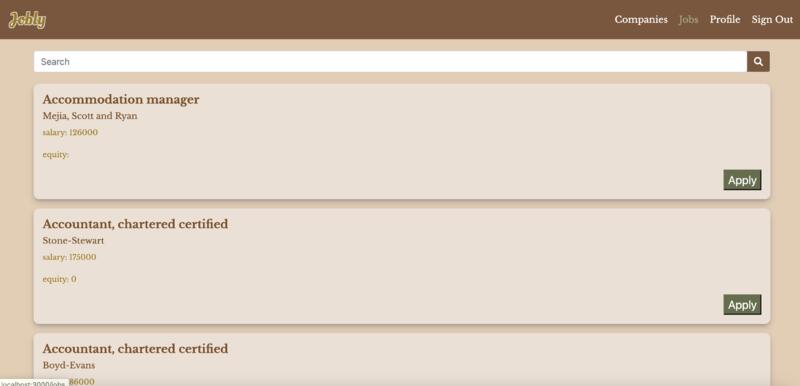 Jobly
Companies Jobs Profile Sign Out
Search
Accommodation manager
Mejia, Scott and Ryan
salary: 126000
equity:
Apply
Accountant, chartered certified
Stone-Stewart
salary: 175000
equity: 0
Apply
Accountant, chartered certified
Boyd-Evans
86000
localhost:3000/jobs